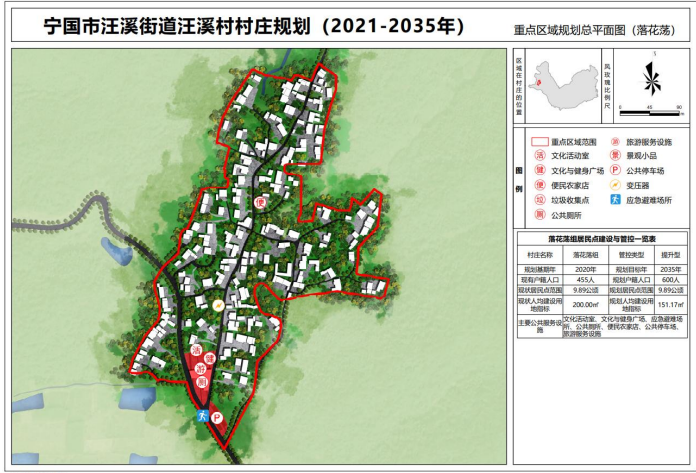 宁国市汪溪街道汪溪村村庄规划（2021-2035年）
重点区域规划总平面图（落花荡）
区域在村庄的位置
风玫瑰比例尺
0 45 90
m
图例
重点区域范围
旅游服务设施
活 文化活动室
景 景观小品
健 文化与健身广场
P 公共停车场
便 便民农家店
变压器
垃 垃圾收集点
应急避难场所
厕 公共厕所
落花荡组居民点建设与管控一览表
村庄名称 落花荡组 管控类型 提升型
规划基期年 2020年 规划目标年 2035年
现有户籍人口 455人 规划户籍人口 600人
现状居民点范围 9.89公顷 规划居民点范围 9.89公顷
现状人均建设用地指标 200.00㎡ 规划人均建设用地指标 151.17㎡
主要公共服务设施 文化活动室、文化与健身广场、应急避难场所、公共厕所、便民农家店、公共停车场、旅游服务设施
便
活
健
游
厕
P